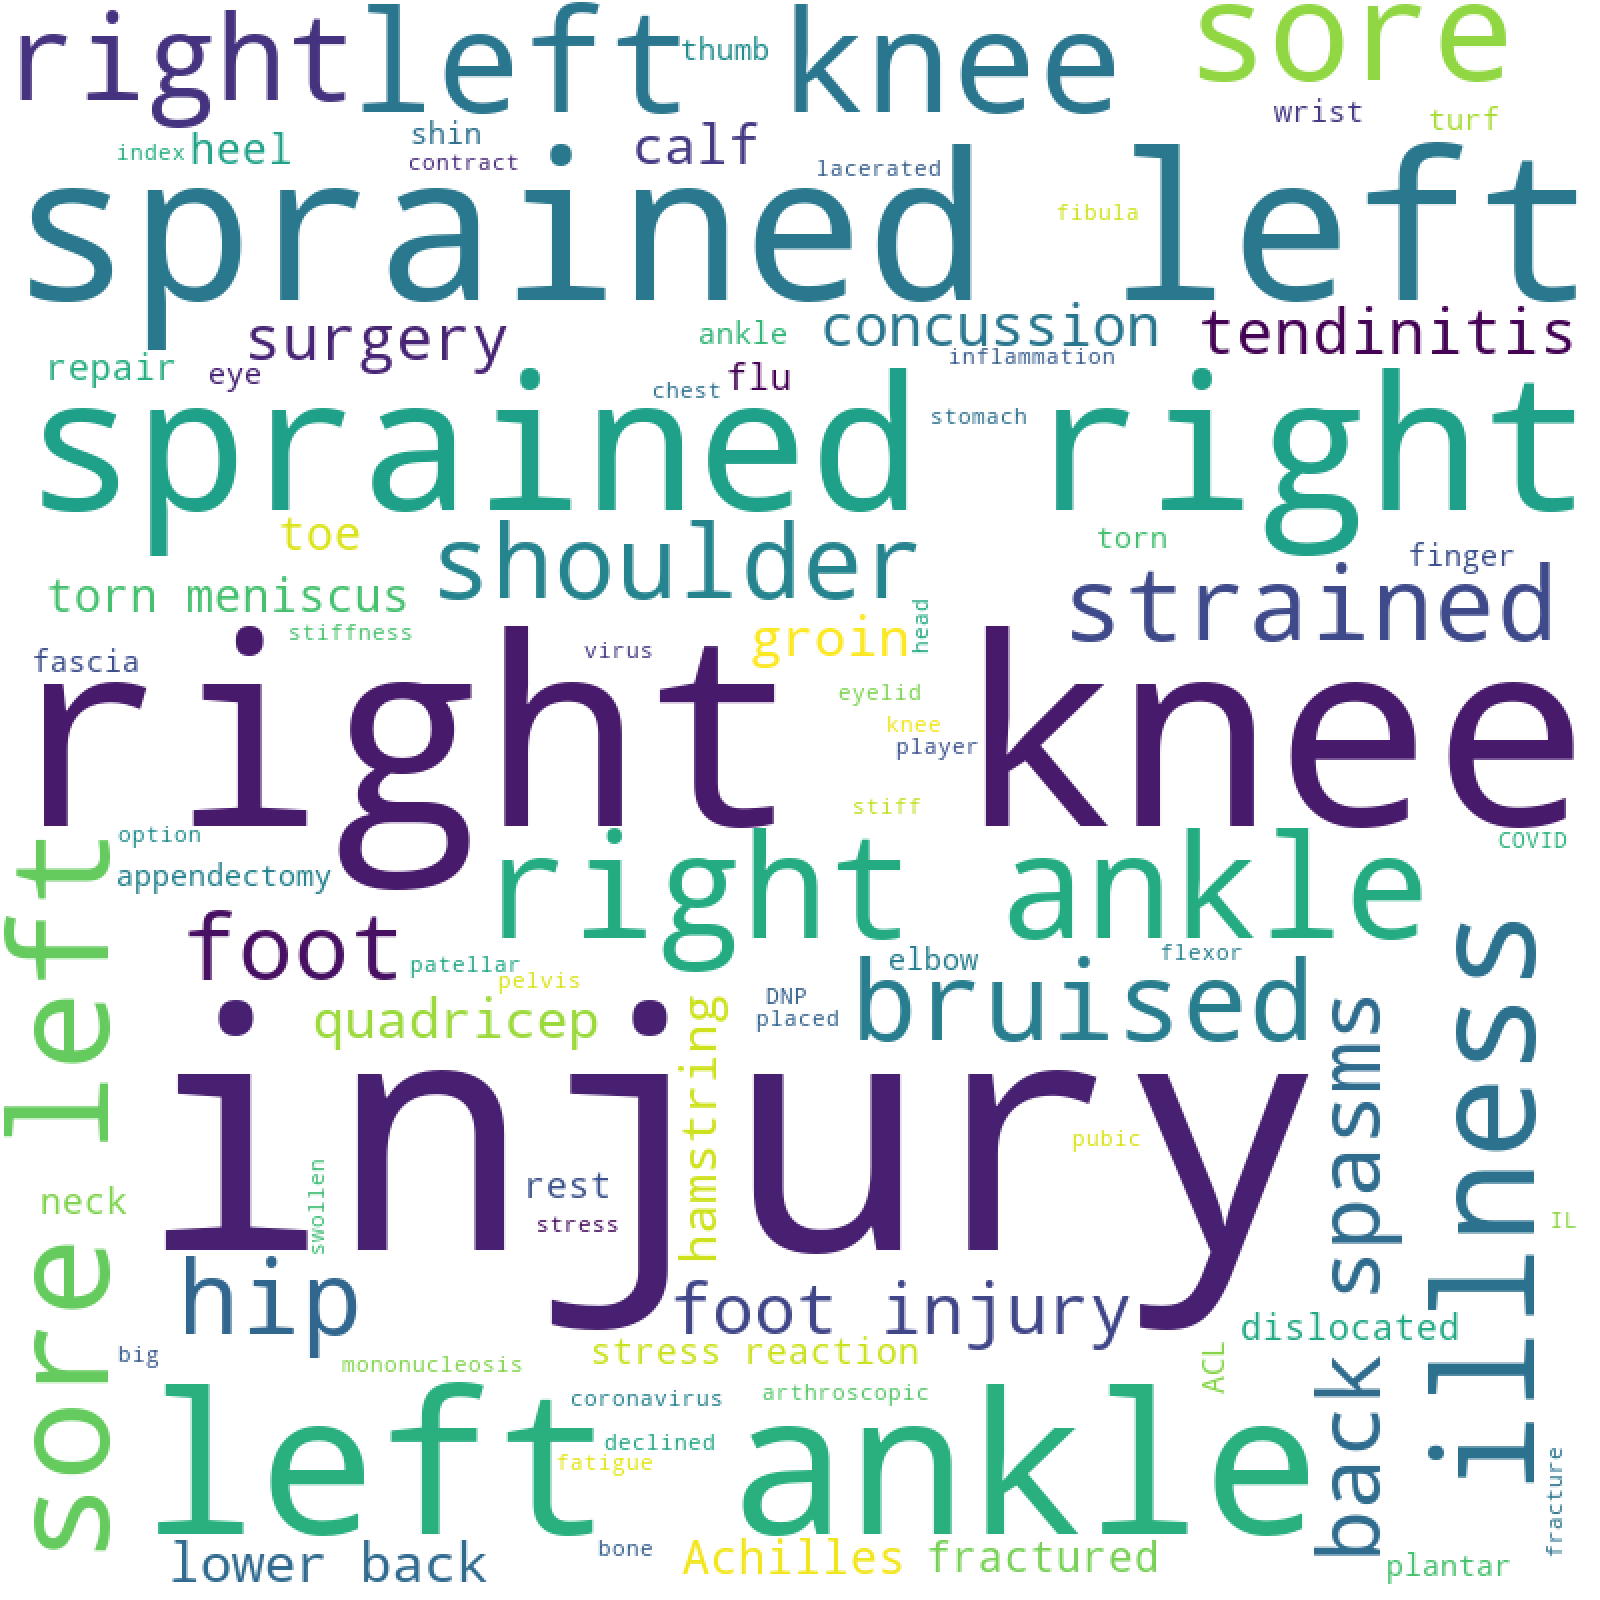 right
left knee
thumb
sore
wrist
turf
index
heel
shin
contract
calf
lacerated
sprained left
fibula
surgery
ankle
concussion
tendinitis
repair
eye
flu
inflammation
chest
stomach
sprained right
toe
shoulder
torn
finger
torn meniscus
strained
stiffness
head
groin
virus
fascia
right knee
eyelid
knee
player
stiff
option
COVID
appendectomy
right ankle
sore left
foot
patellar
pelvis
elbow
flexor
illness
quadricep
DNP
placed
bruised
hamstring
back spasms
injury
pubic
rest
stress
swollen
neck
IL
hip
foot injury
dislocated
big
mononucleosis
stress reaction
ACL
coronavirus
arthroscopic
left ankle
declined
fatigue
fracture
lower back
bone
Achilles
fractured
plantar